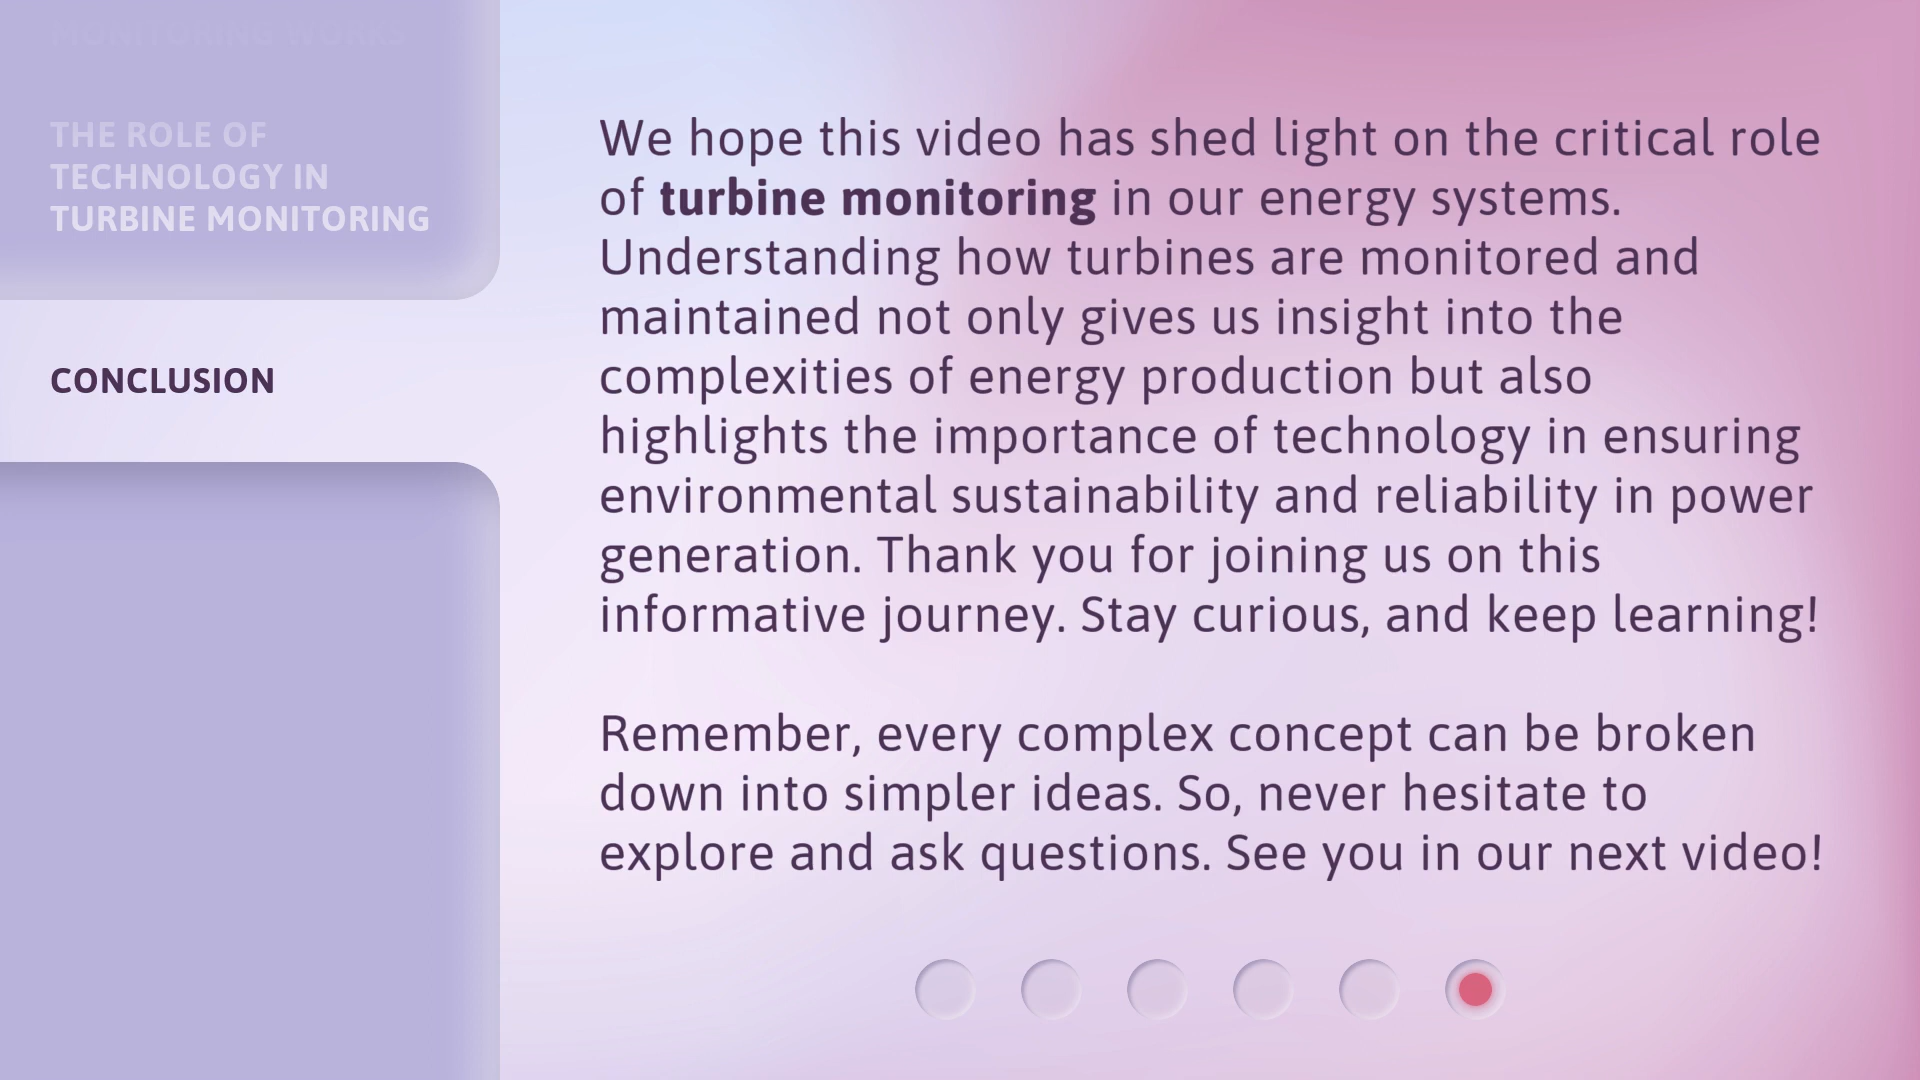 MONITORING WORKS
THE ROLE OF
TECHNOLOGY IN
TURBINE MONITORING
CONCLUSION
We hope this video has shed light on the critical role
of turbine monitoring in our energy systems.
Understanding how turbines are monitored and
maintained not only gives us insight into the
complexities of energy production but also
highlights the importance of technology in ensuring
environmental sustainability and reliability in power
generation. Thank you for joining us on this
informative journey. Stay curious, and keep learning!
Remember, every complex concept can be broken
down into simpler ideas. So, never hesitate to
explore and ask questions. See you in our next video!